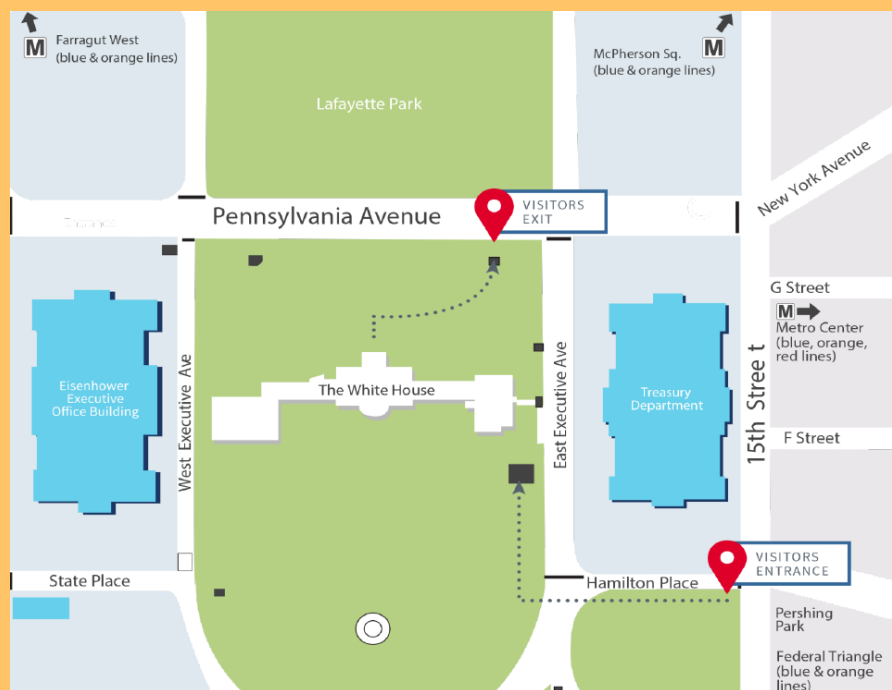 M
Farragut West
(blue & orange lines)
McPherson Sq.
(blue & orange lines)
M
Lafayette Park
New York Avenue
Pennsylvania Avenue
VISITORS
EXIT
G Street
M
Metro Center
(blue, orange,
red lines)
Eisenhower
Executive
Office Building
West Executive Ave
The White House
East Executive Ave
Treasury
Department
15th Stree t
F Street
State Place
Hamilton Place
VISITORS
ENTRANCE
Pershing
Park
Federal Triangle
(blue & orange
lines)